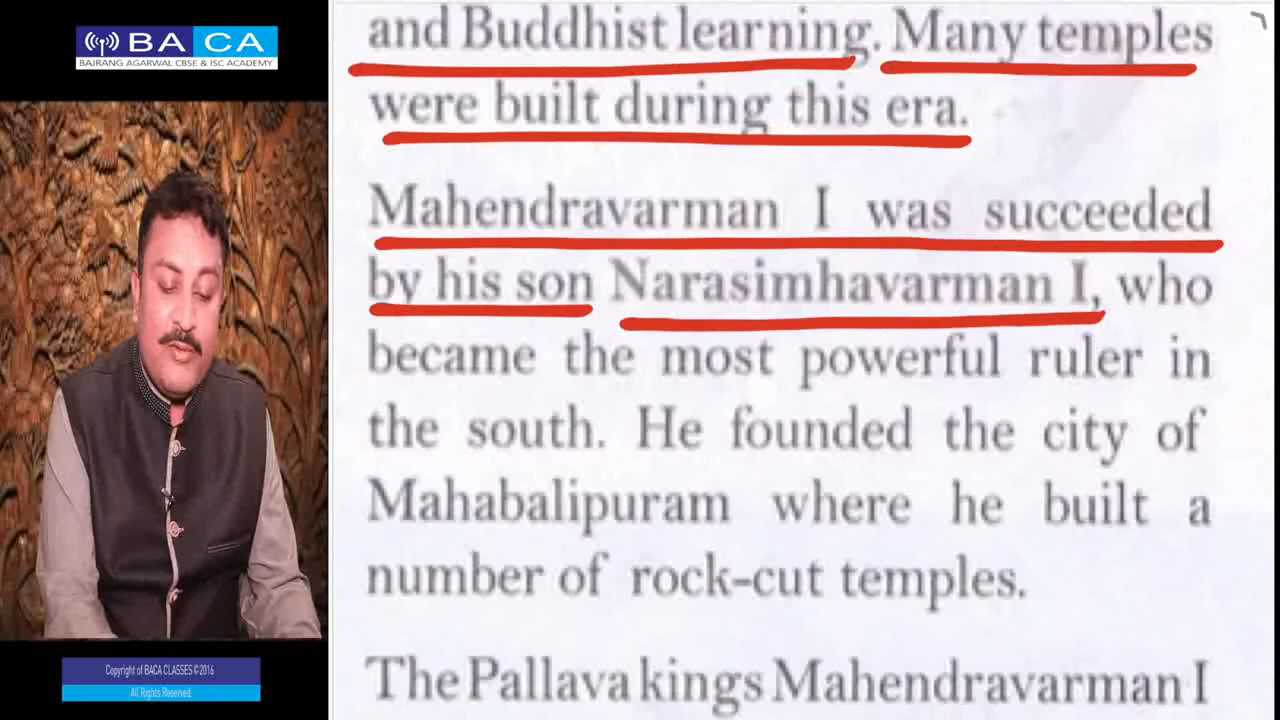 BA CA
BAJRANG AGARWAL CBSE & ISC ACADEMY
and Buddhist learning. Many temples
were built during this era.
Mahendravarman I was succeeded
by his son Narasimhavarman I, who
became the most powerful ruler in
the south. He founded the city of
Mahabalipuram where he built a
number of rock-cut temples.
The Pallava kings Mahendravarman I
Copyright of BACA CLASSES ©2016
All Rights Reserved.